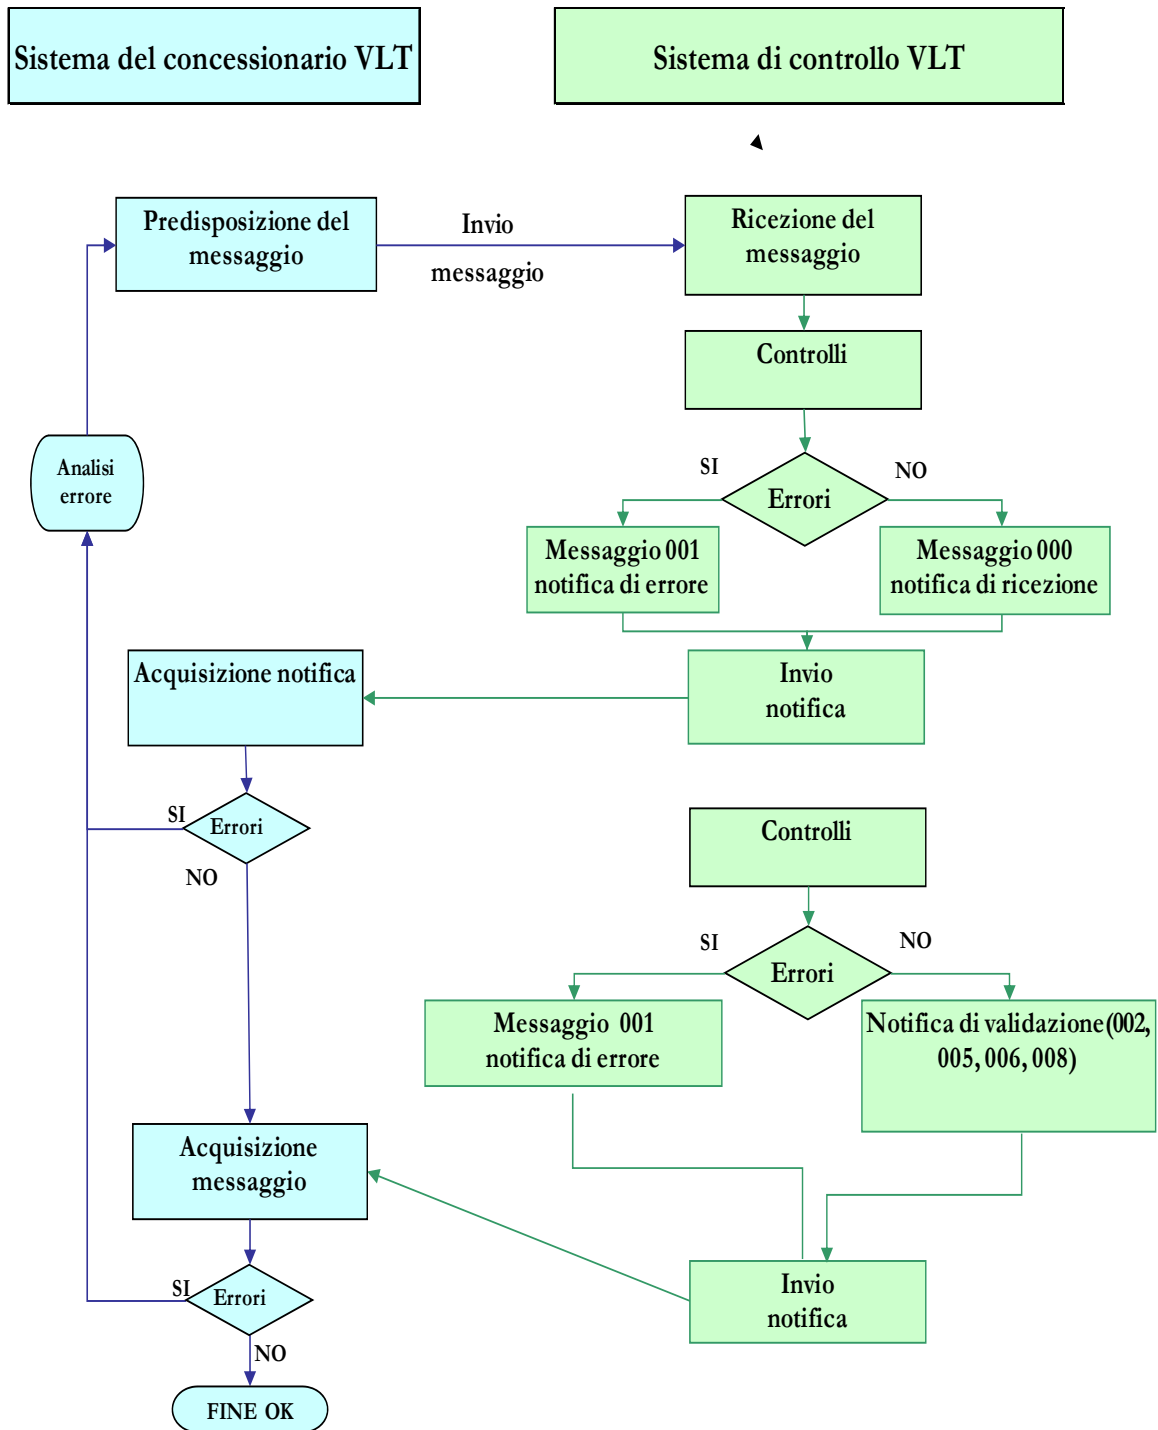 Sistema del concessionario VLT
Sistema di controllo VLT
Predisposizione del
messaggio
Invio
messaggio
Ricezione del
messaggio
Controlli
Analisi
errore
SI
Errori
NO
Messaggio 001
notifica di errore
Messaggio 000
notifica di ricezione
Acquisizione notifica
Invio
notifica
SI
Errori
NO
Controlli
SI
Errori
NO
Messaggio 001
notifica di errore
Notifica di validazione (002,
005, 006, 008)
Acquisizione
messaggio
SI
Errori
NO
Invio
notifica
FINE OK